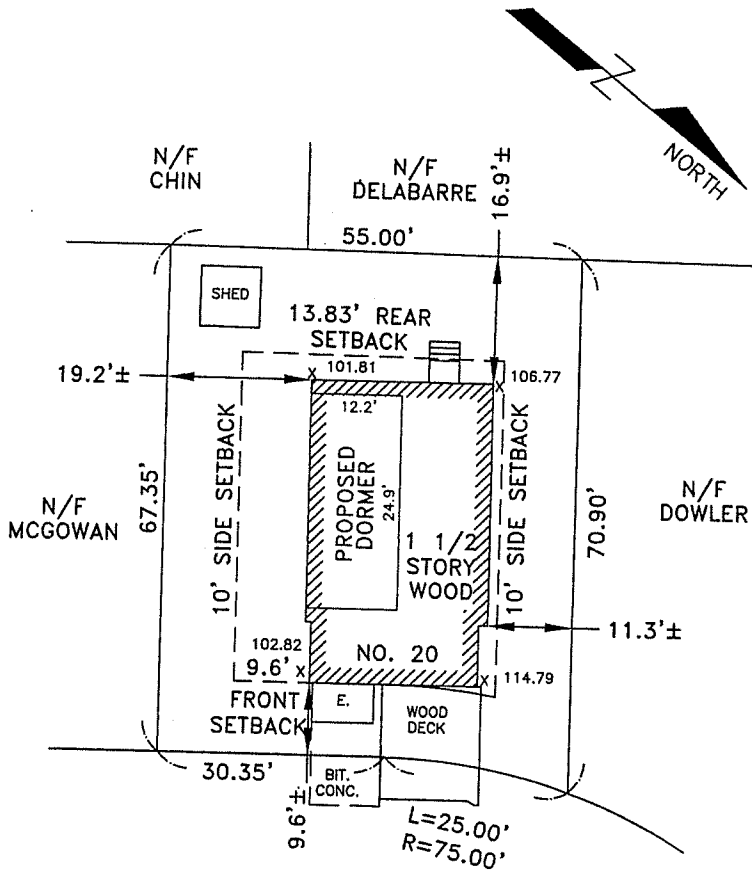 NORTH
N/F
CHIN
N/F
DELABARRE
16.9'±
55.00'
SHED
13.83' REAR
SETBACK
101.81
106.77
19.2'±
12.2'
PROPOSED
DORMER
24.9'
10' SIDE SETBACK
10' SIDE SETBACK
N/F
MCGOWAN
67.35'
N/F
DOWLER
70.90'
1 1/2
STORY
WOOD
11.3'±
102.82
NO. 20
9.6'
114.79
FRONT
SETBACK
E.
WOOD
DECK
30.35'
BIT.
CONC.
9.6'±
L=25.00'
R=75.00'